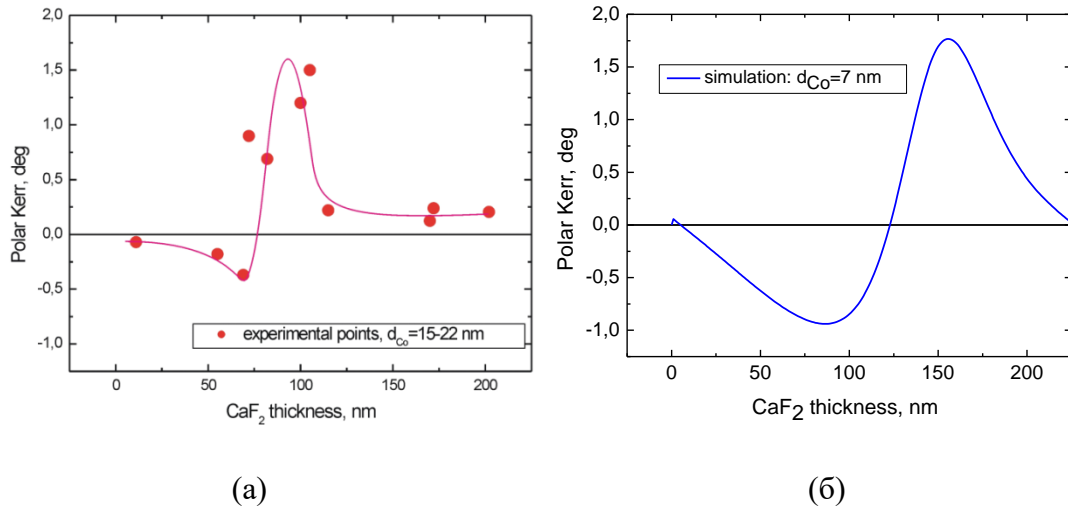 2,0
1,5
1,0
0,5
0,0
-0,5
-1,0
Polar Kerr, deg
experimental points, dCo=15-22 nm
0 50 100 150 200
CaF2 thickness, nm
(а)
2,0
1,5
1,0
0,5
0,0
-0,5
-1,0
Polar Kerr, deg
simulation: dCo=7 nm
0 50 100 150 200
CaF2 thickness, nm
(б)